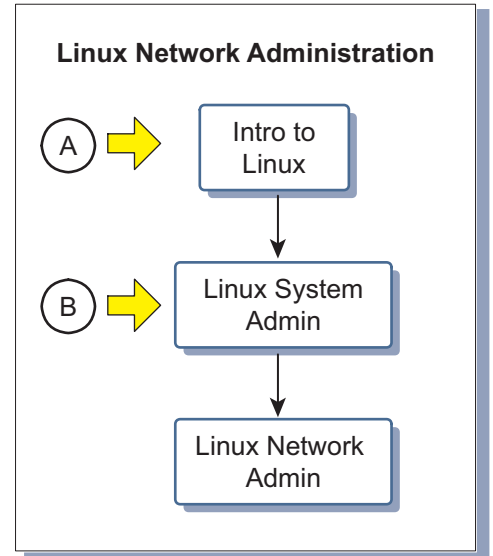 Linux Network Administration
A
Intro to
Linux
B
Linux System
Admin
Linux Network
Admin